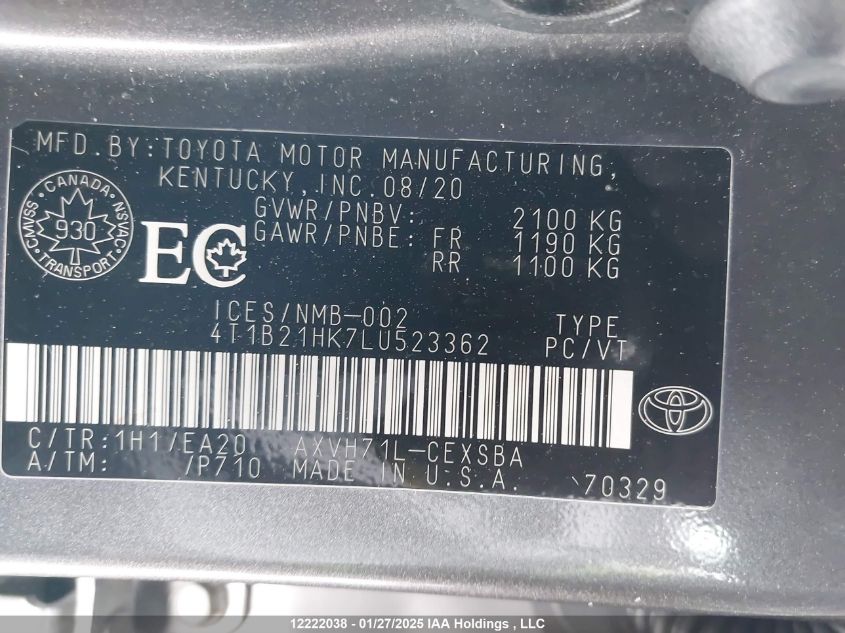 MFD.BY:TOYOTA MOTOR MANUFACTURING,
KENTUCKY, INC.08/20
GVWR/PNBV: 2100 KG
GAWR/PNBE: FR 1190 KG
RR 1100 KG
CANADA
CMVSS 930 NSVAC
TRANSPORT
EC
ICES/NMB-002
4T1B21HK7LU523362
TYPE
PC/VT
C/TR:1H1/EA20 AXVH71L-CEXSBA
A/TM: /P710 MADE IN U.S.A. 70329
12222038 - 01/27/2025 IAA Holdings, LLC